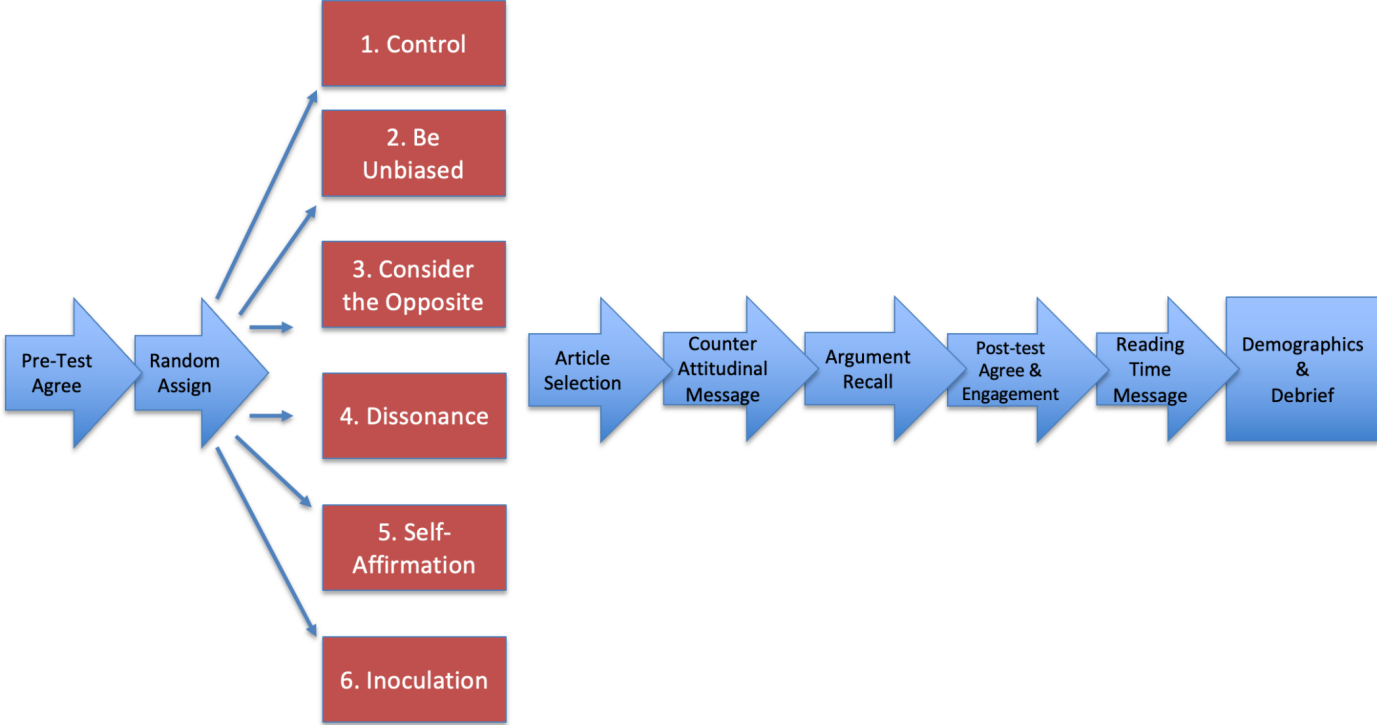 Pre-Test
Agree
Random
Assign
1. Control
2. Be
Unbiased
3. Consider
the Opposite
4. Dissonance
5. Self-
Affirmation
6. Inoculation
Article
Selection
Counter
Attitudinal
Message
Argument
Recall
Post-test
Agree &
Engagement
Reading
Time
Message
Demographics
&
Debrief